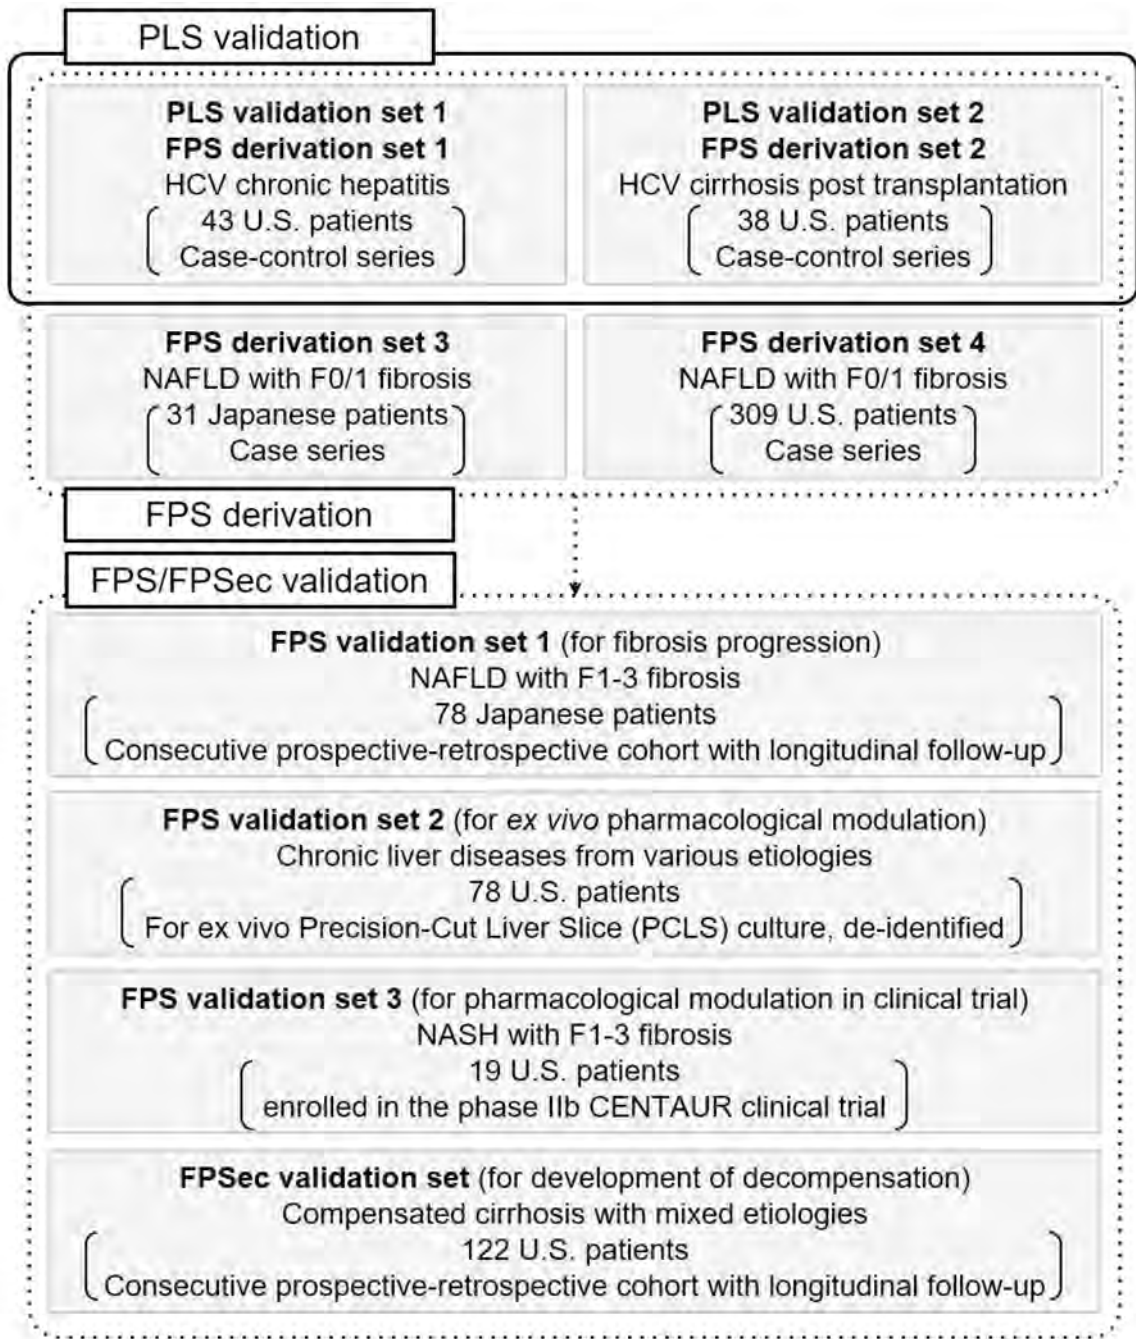 PLS validation
PLS validation set 1
FPS derivation set 1
HCV chronic hepatitis
43 U.S. patients
Case-control series
PLS validation set 2
FPS derivation set 2
HCV cirrhosis post transplantation
38 U.S. patients
Case-control series
FPS derivation set 3
NAFLD with F0/1 fibrosis
31 Japanese patients
Case series
FPS derivation set 4
NAFLD with F0/1 fibrosis
309 U.S. patients
Case series
FPS derivation
FPS/FPSec validation
FPS validation set 1 (for fibrosis progression)
NAFLD with F1-3 fibrosis
78 Japanese patients
Consecutive prospective-retrospective cohort with longitudinal follow-up
FPS validation set 2 (for ex vivo pharmacological modulation)
Chronic liver diseases from various etiologies
78 U.S. patients
For ex vivo Precision-Cut Liver Slice (PCLS) culture, de-identified
FPS validation set 3 (for pharmacological modulation in clinical trial)
NASH with F1-3 fibrosis
19 U.S. patients
enrolled in the phase IIb CENTAUR clinical trial
FPSec validation set (for development of decompensation)
Compensated cirrhosis with mixed etiologies
122 U.S. patients
Consecutive prospective-retrospective cohort with longitudinal follow-up